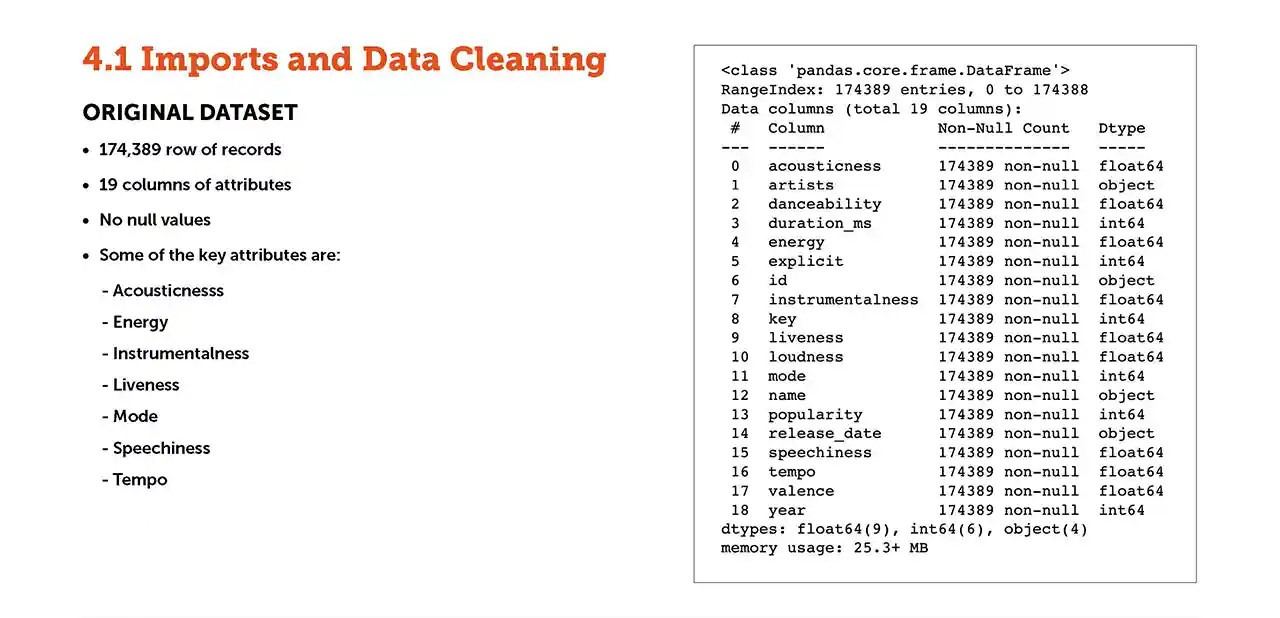 4.1 Imports and Data Cleaning
ORIGINAL DATASET
• 174,389 row of records
• 19 columns of attributes
• No null values
• Some of the key attributes are:
- Acousticnesss
- Energy
- Instrumentalness
- Liveness
- Mode
- Speechiness
- Tempo
<class 'pandas.core.frame.DataFrame'>
RangeIndex: 174389 entries, 0 to 174388
Data columns (total 19 columns):
 #   Column            Non-Null Count   Dtype
---  ------            --------------   -----
 0   acousticness      174389 non-null  float64
 1   artists           174389 non-null  object
 2   danceability      174389 non-null  float64
 3   duration_ms       174389 non-null  int64
 4   energy            174389 non-null  float64
 5   explicit          174389 non-null  int64
 6   id                174389 non-null  object
 7   instrumentalness  174389 non-null  float64
 8   key               174389 non-null  int64
 9   liveness          174389 non-null  float64
 10  loudness          174389 non-null  float64
 11  mode              174389 non-null  int64
 12  name              174389 non-null  object
 13  popularity        174389 non-null  int64
 14  release_date      174389 non-null  object
 15  speechiness       174389 non-null  float64
 16  tempo             174389 non-null  float64
 17  valence           174389 non-null  float64
 18  year              174389 non-null  int64
dtypes: float64(9), int64(6), object(4)
memory usage: 25.3+ MB